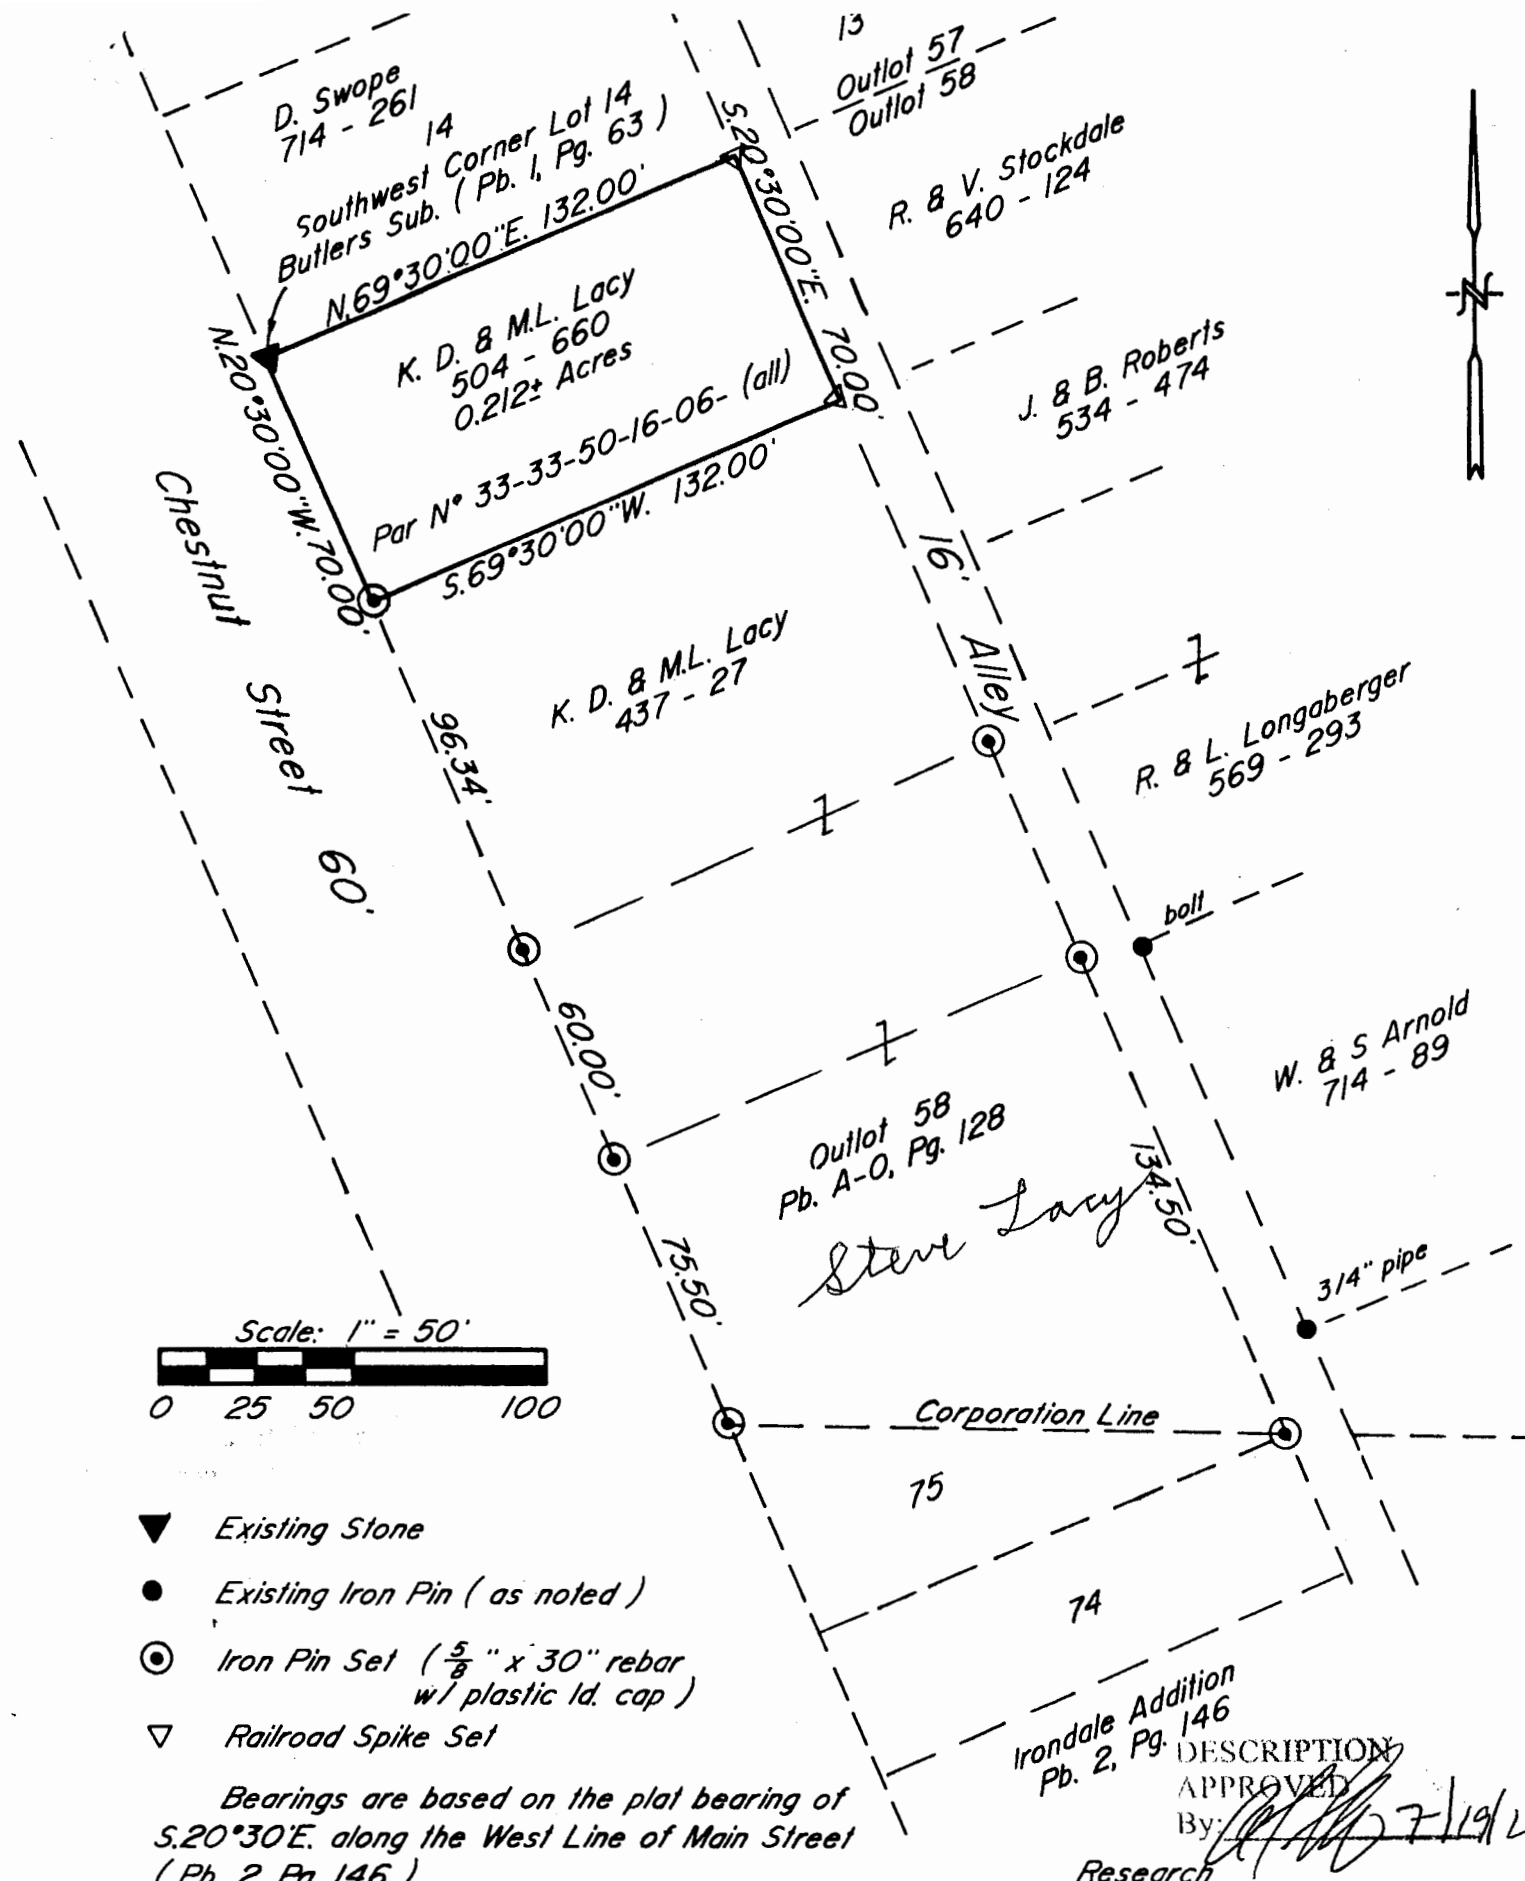 13
Outlot 57
Outlot 58
D. Swope
714 - 261
14
Southwest Corner Lot 14
Butlers Sub. ( Pb. 1, Pg. 63 )
N.69°30'00"E. 132.00'
S.20°30'00"E. 70.00'
R. & V. Stockdale
640 - 124
N
K. D. & M.L. Lacy
504 - 660
0.212± Acres
Par Nº 33-33-50-16-06- (all)
N.20°30'00"W. 70.00'
S.69°30'00"W. 132.00'
J. & B. Roberts
534 - 474
Chestnut Street 60'
16' Alley
K. D. & M.L. Lacy
437 - 27
96.34'
R. & L. Longaberger
569 - 293
bolt
60.00'
W. & S Arnold
714 - 89
Outlot 58
Pb. A-0, Pg. 128
Steve Lacy
134.50'
75.50'
3/4" pipe
Scale: 1" = 50'
0 25 50 100
Corporation Line
75
74
Irondale Addition
Pb. 2, Pg. 146
Existing Stone
Existing Iron Pin ( as noted )
Iron Pin Set ( 5/8 " x 30" rebar
w/ plastic Id. cap )
Railroad Spike Set
Bearings are based on the plat bearing of
S.20°30'E. along the West Line of Main Street
( Pb. 2 Pg. 146 )
DESCRIPTION
APPROVED
By: 7/19/
Research